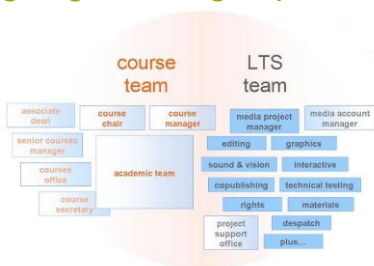 course
team
LTS
team
associate
dean
course
chair
course
manager
media project
manager
media account
manager
senior courses
manager
editing
graphics
courses
office
academic team
sound & vision
interactive
copublishing
technical testing
course
secretary
rights
materials
project
support
office
despatch
plus...